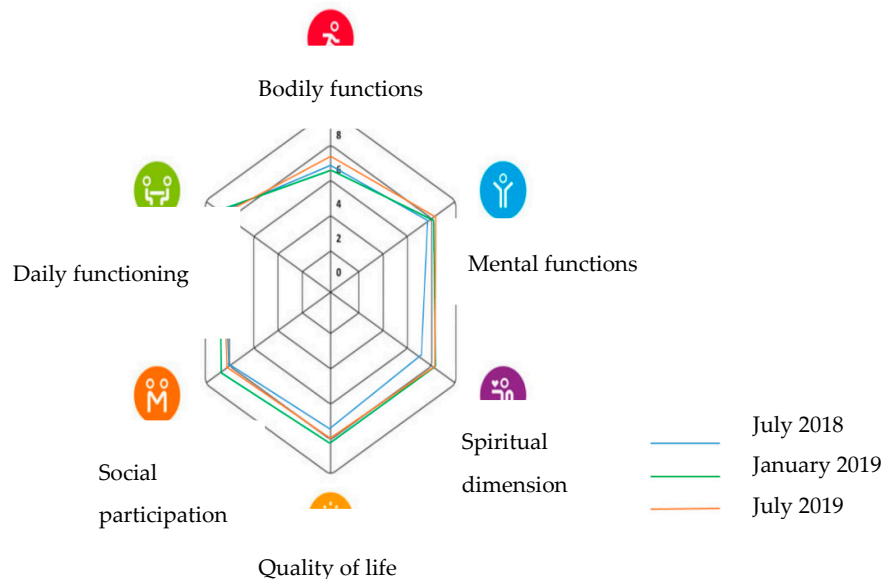 Bodily functions
8
6
4
2
0
Mental functions
Daily functioning
Spiritual
dimension
Social
participation
Quality of life
July 2018
January 2019
July 2019